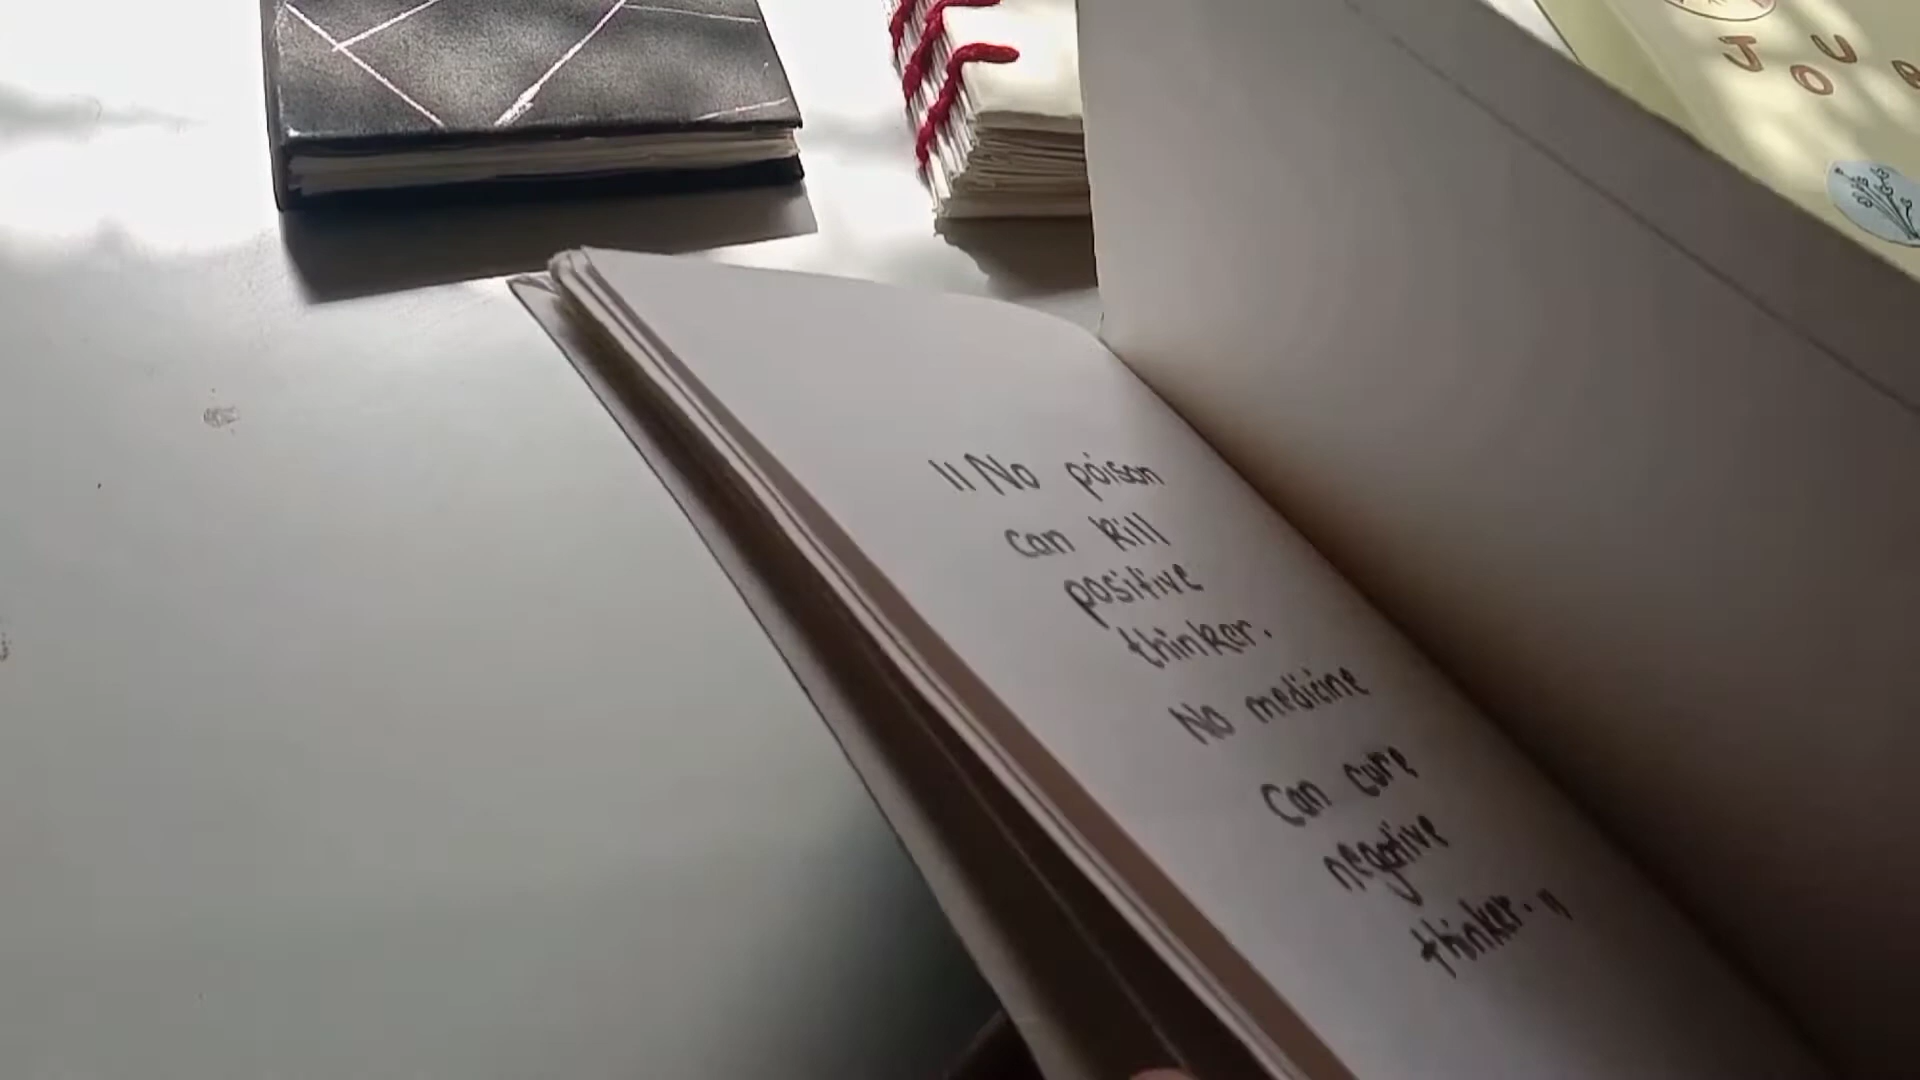 J O U R
"No poison
can kill
positive
thinker.
No medicine
can cure
negative
thinker."